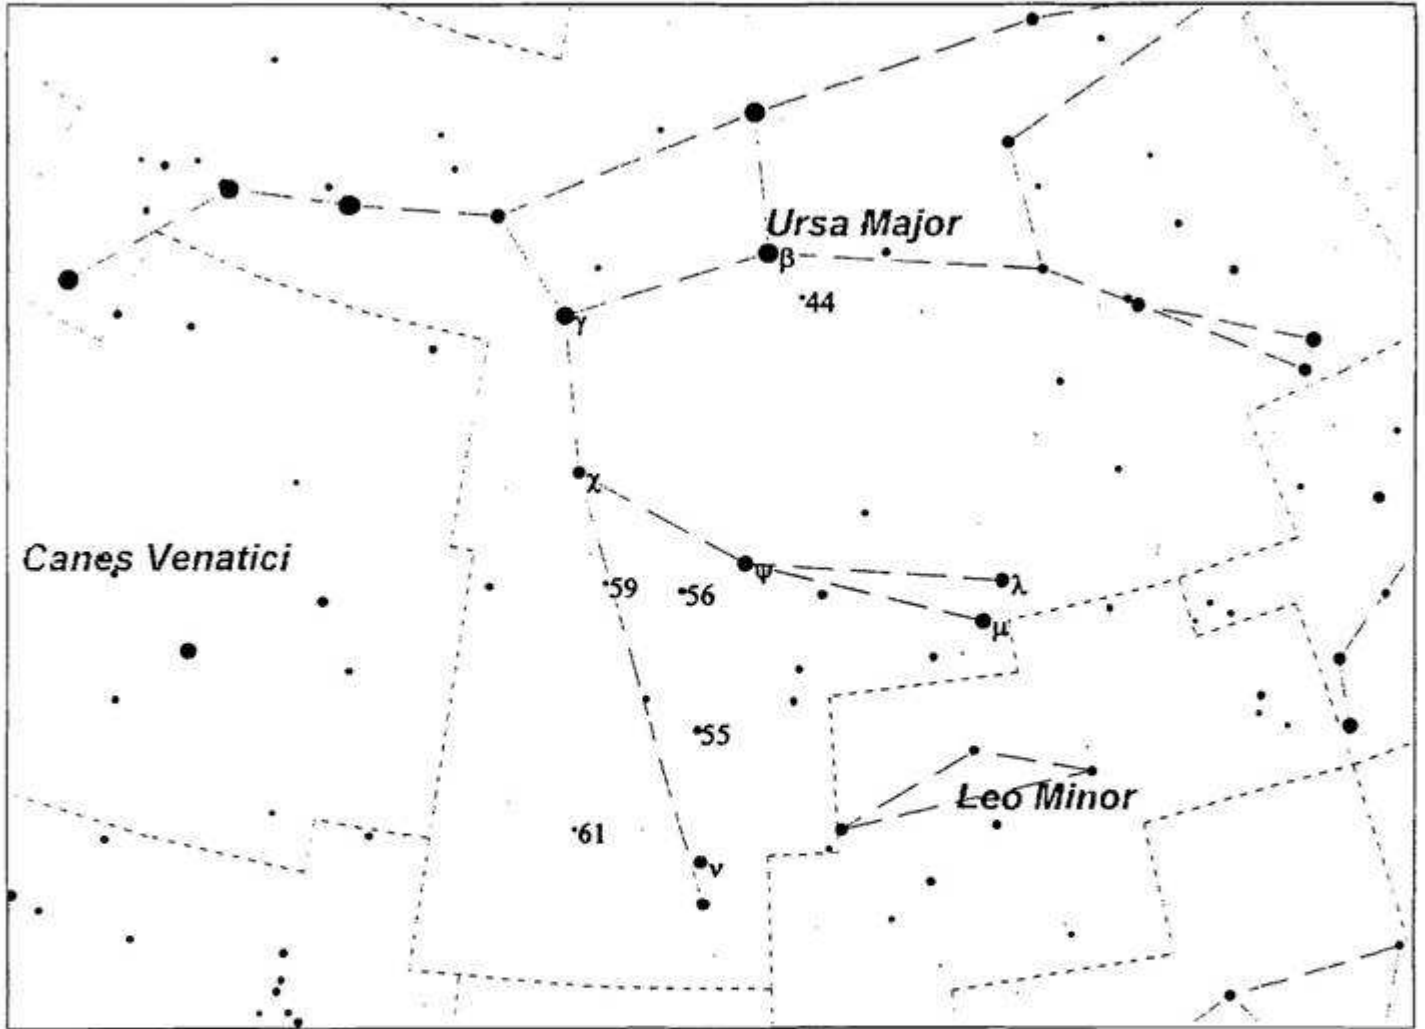 Ursa Major
β
44
γ
χ
Canes Venatici
ψ
λ
59
56
μ
55
Leo Minor
61
ν